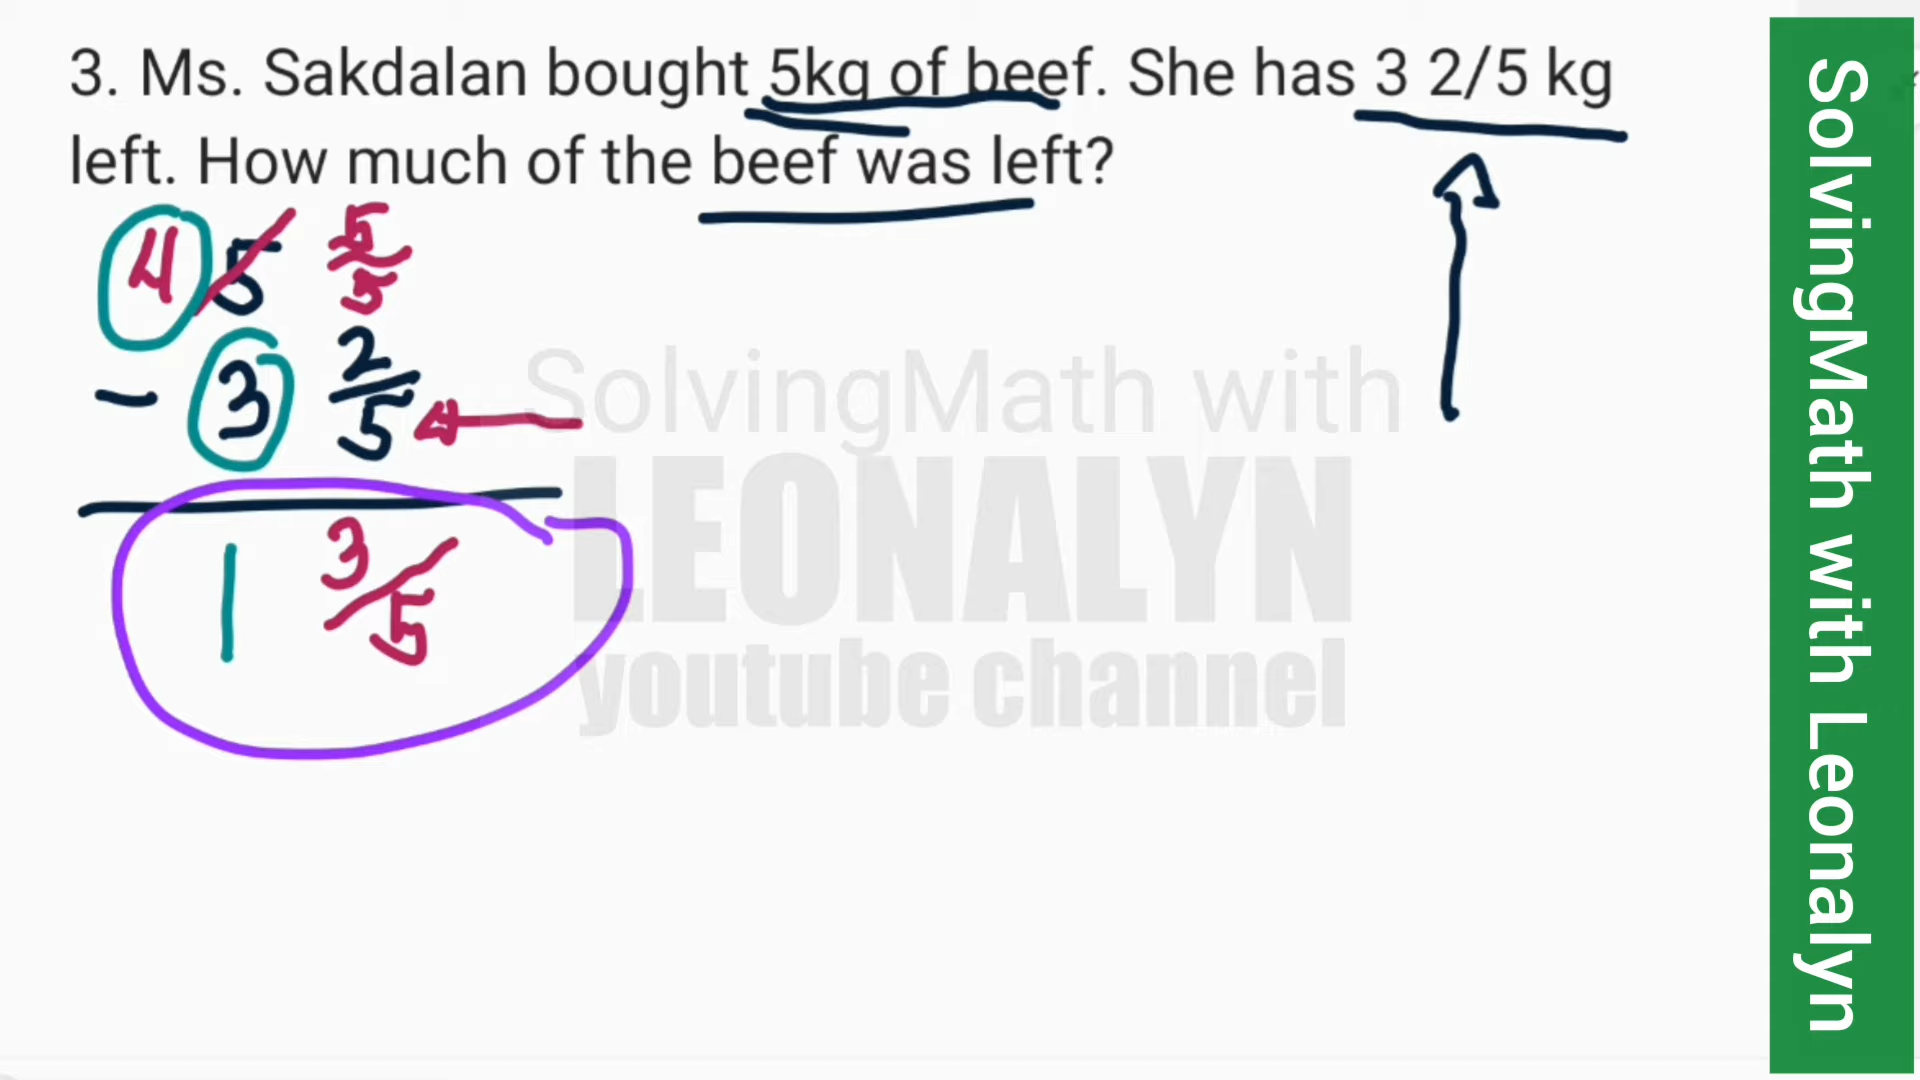 3. Ms. Sakdalan bought 5kg of beef. She has 3 2/5 kg
left. How much of the beef was left?
4 5 5/5
- 3 2/5
1 3/5
SolvingMath with
LEONALYN
youtube channel
SolvingMath with Leonalyn